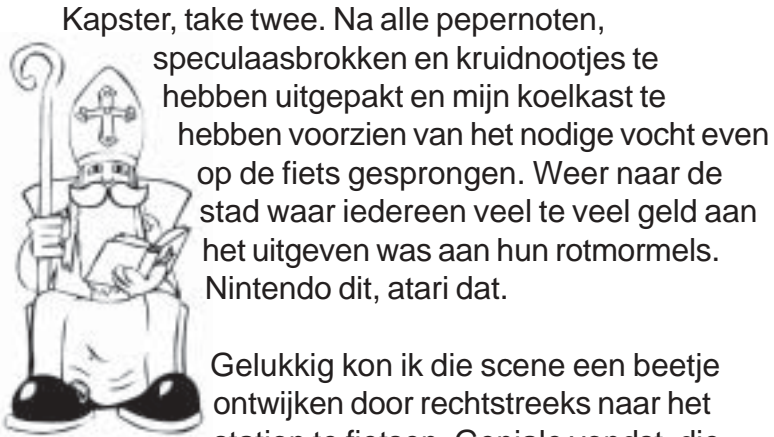 Kapster, take twee. Na alle pepernoten,
speculaasbrokken en kruidnootjes te
hebben uitgepakt en mijn koelkast te
hebben voorzien van het nodige vocht even
op de fiets gesprongen. Weer naar de
stad waar iedereen veel te veel geld aan
het uitgeven was aan hun rotmormels.
Nintendo dit, atari dat.
Gelukkig kon ik die scene een beetje
ontwijken door rechtstreeks naar het